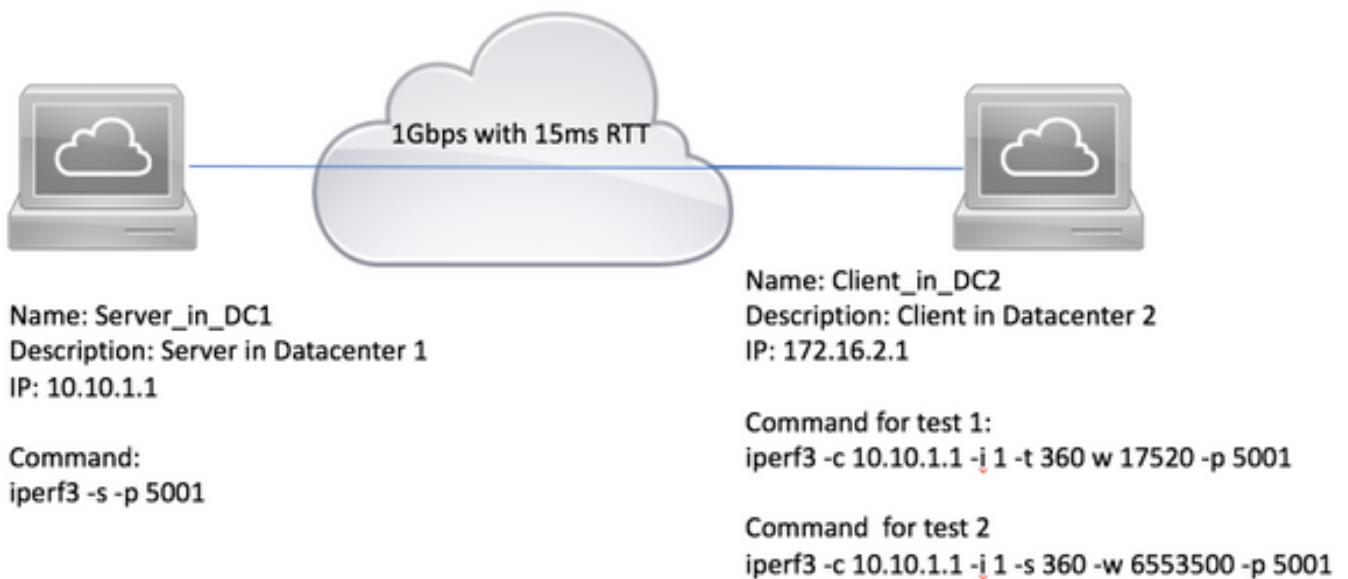 1Gbps with 15ms RTT
Name: Server_in_DC1
Description: Server in Datacenter 1
IP: 10.10.1.1
Command:
iperf3 -s -p 5001
Name: Client_in_DC2
Description: Client in Datacenter 2
IP: 172.16.2.1
Command for test 1:
iperf3 -c 10.10.1.1 -i 1 -t 360 w 17520 -p 5001
Command for test 2
iperf3 -c 10.10.1.1 -i 1 -s 360 -w 6553500 -p 5001